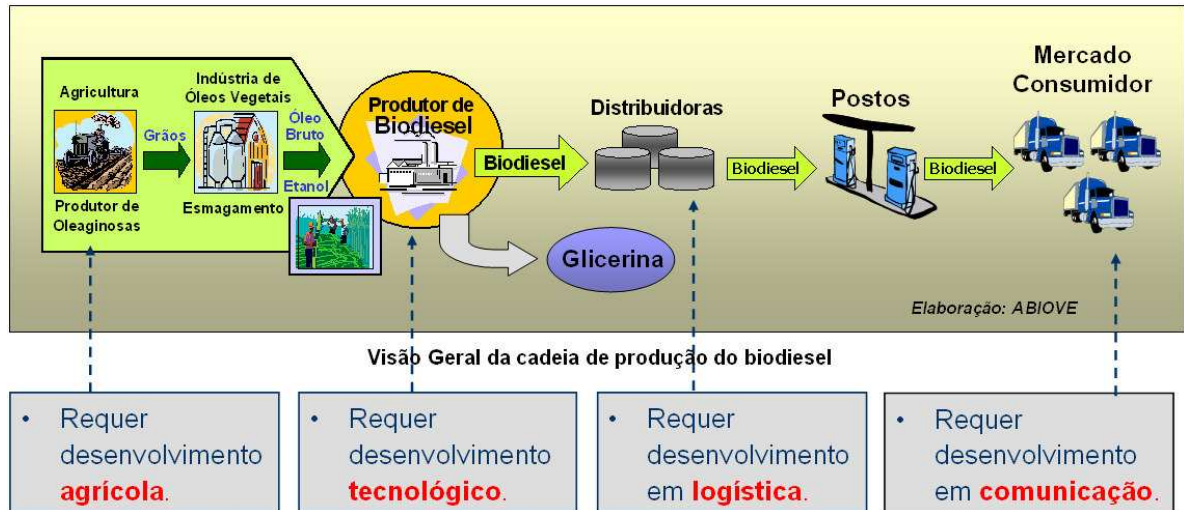 Agricultura
Produtor de
Oleaginosas
Grãos
Indústria de
Óleos Vegetais
Esmagamento
Óleo
Bruto
Etanol
Produtor de
Biodiesel
Biodiesel
Glicerina
Distribuidoras
Biodiesel
Postos
Biodiesel
Mercado
Consumidor
Elaboração: ABIOVE
Visão Geral da cadeia de produção do biodiesel
• Requer
desenvolvimento
agrícola.
• Requer
desenvolvimento
tecnológico.
• Requer
desenvolvimento
em logística.
• Requer
desenvolvimento
em comunicação.